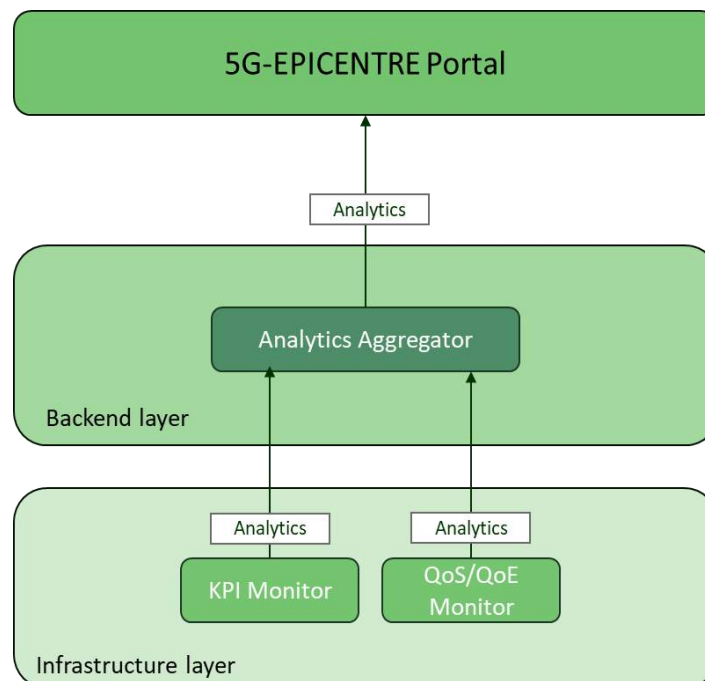 5G-EPICENTRE Portal
Analytics
Analytics Aggregator
Backend layer
Analytics
Analytics
KPI Monitor
QoS/QoE
Monitor
Infrastructure layer